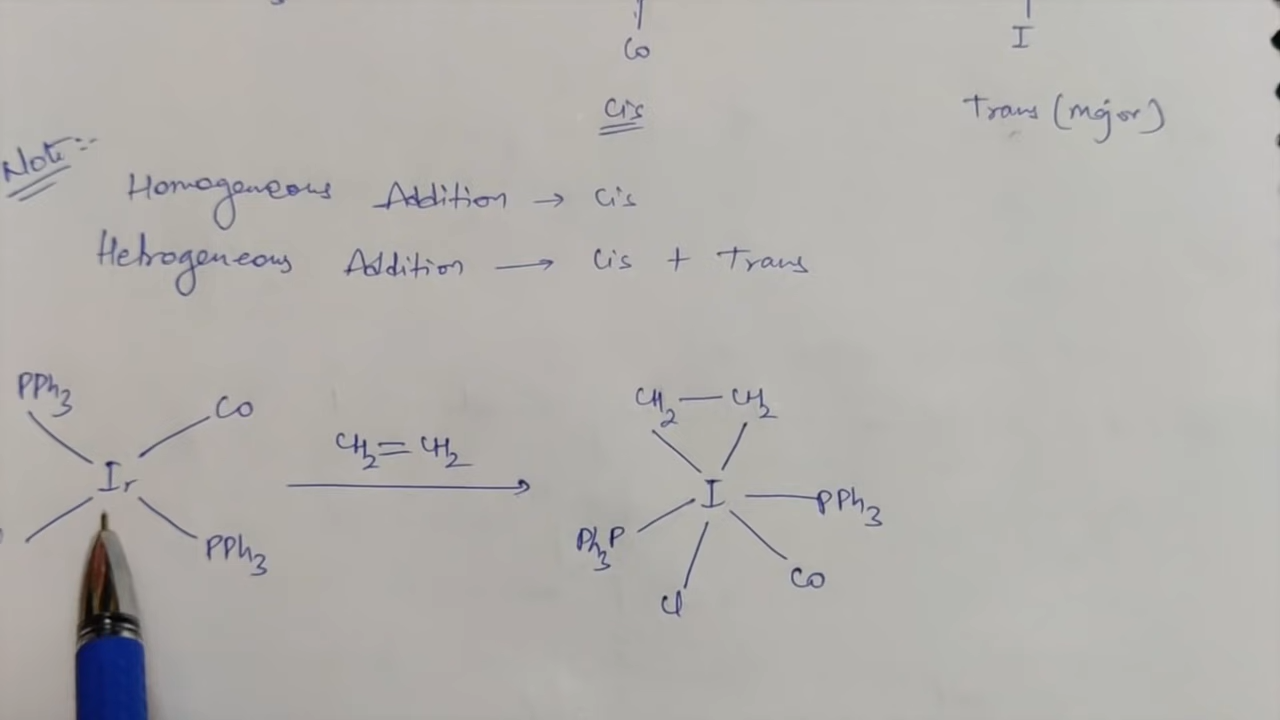 Co
I
Cis
Trans (major)
Note:-
Homogeneous Addition → Cis
Hetrogeneous Addition → Cis + Trans
PPh3
Co
Ir
PPh3
CH2=CH2
CH2—CH2
I
PPh3
Ph3P
Cl
Co